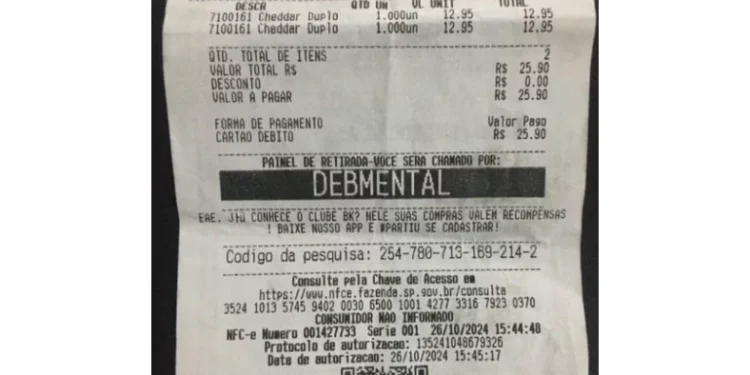 DESCR QTD UN VL UNIT TOTAL
7100161 Cheddar Duplo 1.000un 12.95 12.95
7100161 Cheddar Duplo 1.000un 12.95 12.95
QTD. TOTAL DE ITENS 2
VALOR TOTAL R$ R$ 25.90
DESCONTO R$ 0.00
VALOR A PAGAR R$ 25.90
FORMA DE PAGAMENTO Valor Pago
CARTAO DEBITO R$ 25.90
PAINEL DE RETIRADA-VOCE SERA CHAMADO POR:
DEBMENTAL
EAE, CONHECE O CLUBE BK? NELE SUAS COMPRAS VALEM RECOMPENSAS
! BAIXE NOSSO APP E #PARTIU SE CADASTRAR!
Codigo da pesquisa: 254-780-713-169-214-2
Consulte pela Chave de Acesso em
https://www.nfce.fazenda.sp.gov.br/consulta
3524 1013 5745 9402 0030 6500 1001 4277 3316 7923 0370
CONSUMIDOR NAO INFORMADO
NFC-e Numero 001427733 Serie 001 26/10/2024 15:44:48
Protocolo de autorizacao: 135241048679326
Data de autorizacao: 26/10/2024 15:45:17